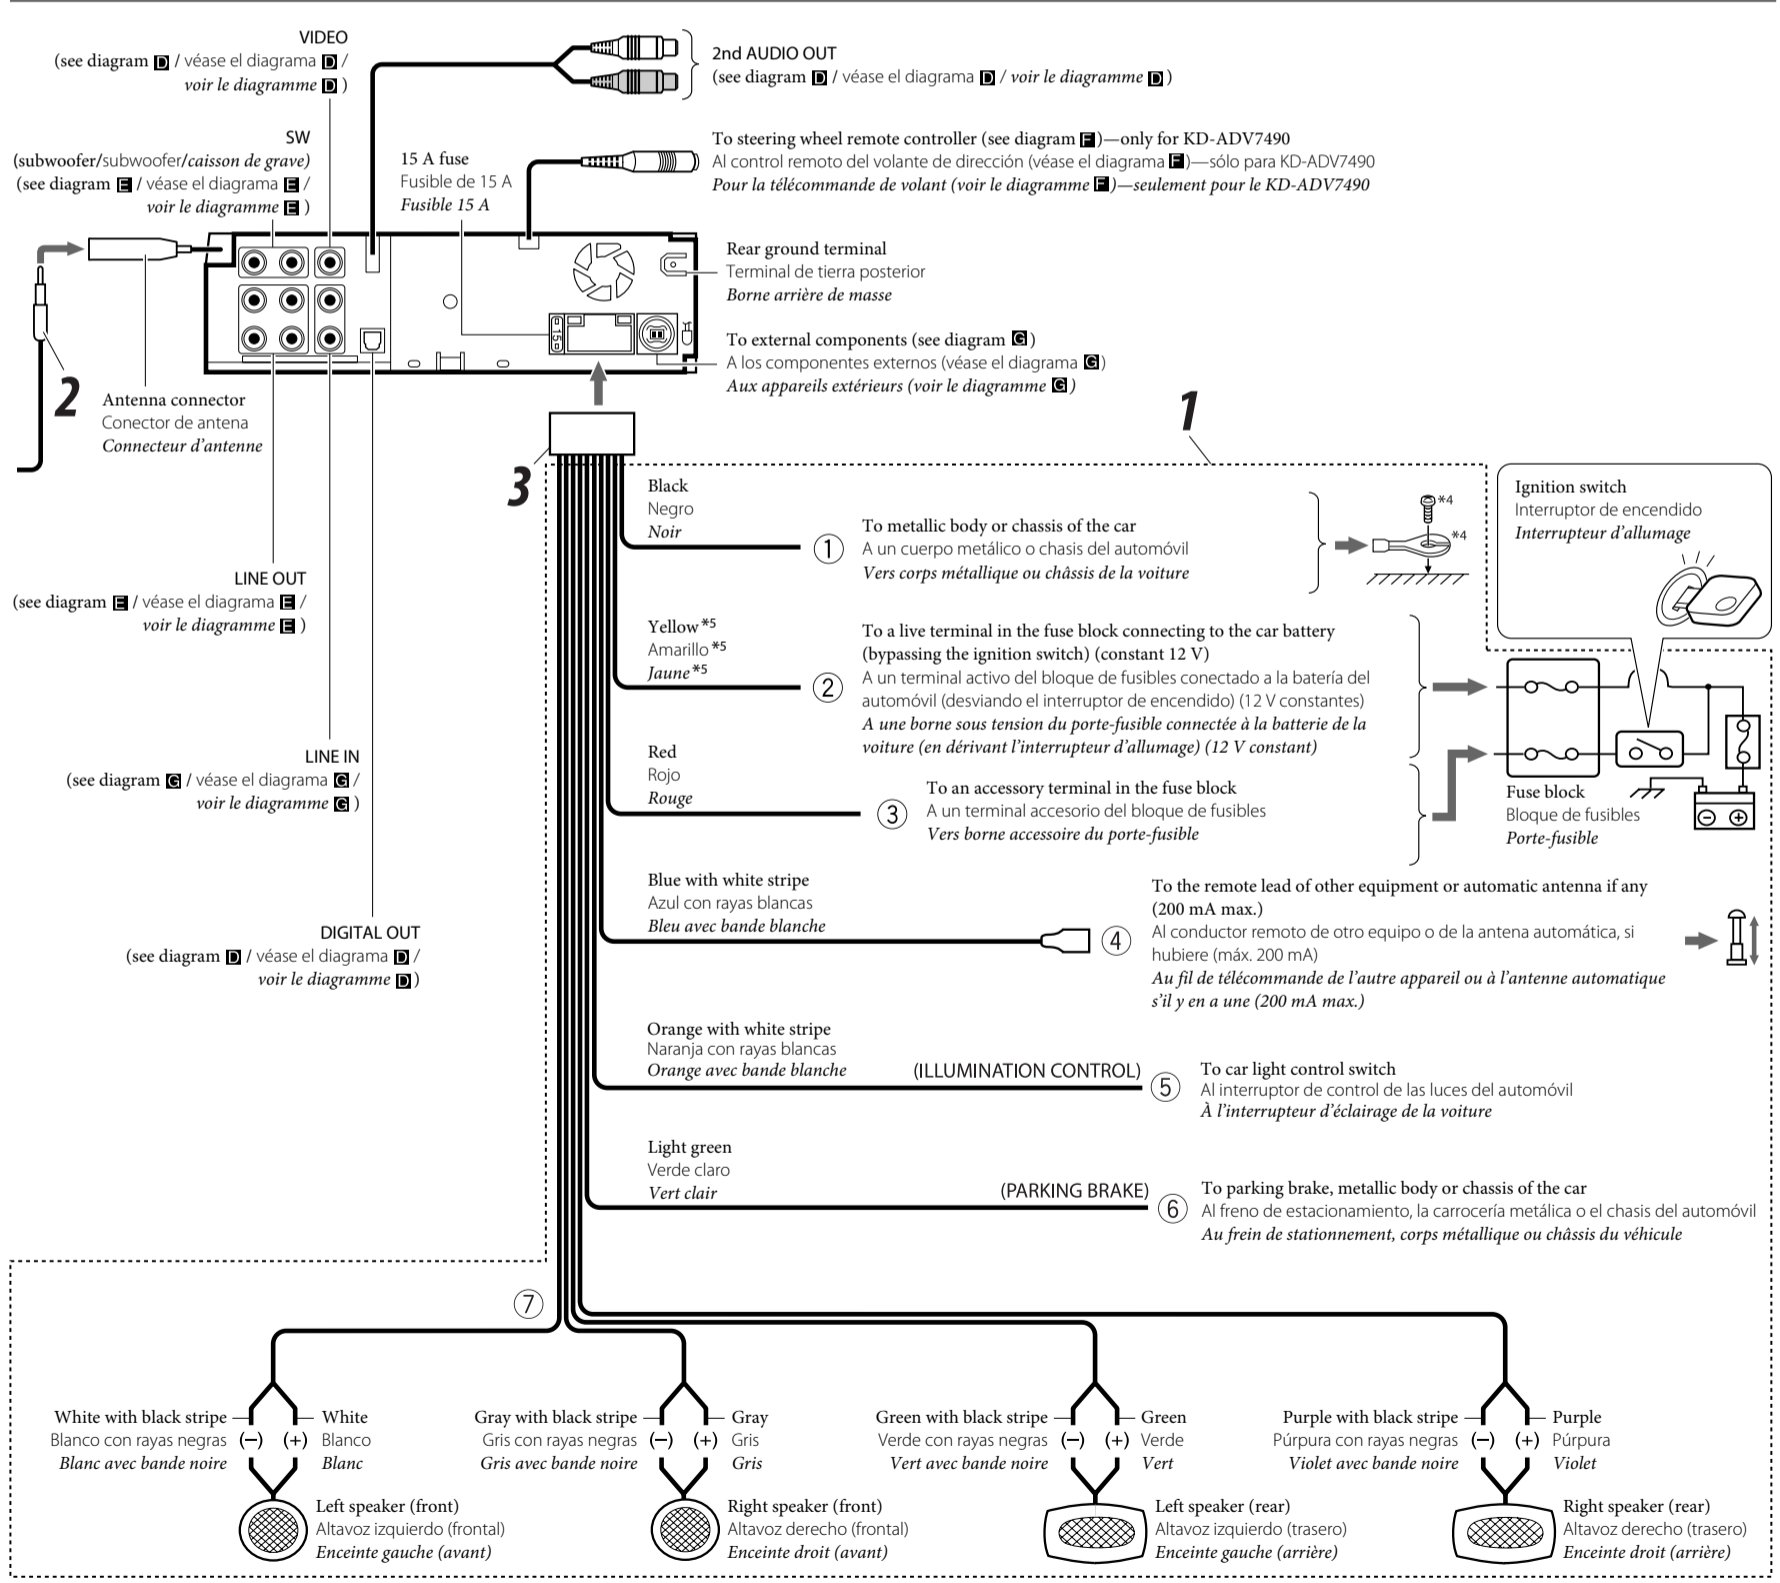 VIDEO
(see diagram D / véase el diagrama D /
voir le diagramme D )
2nd AUDIO OUT
(see diagram D / véase el diagrama D / voir le diagramme D )
SW
(subwoofer/subwoofer/caisson de grave)
(see diagram E / véase el diagrama E /
voir le diagramme E )
15 A fuse
Fusible de 15 A
Fusible 15 A
To steering wheel remote controller (see diagram F )—only for KD-ADV7490
Al control remoto del volante de dirección (véase el diagrama F )—sólo para KD-ADV7490
Pour la télécommande de volant (voir le diagramme F )—seulement pour le KD-ADV7490
Rear ground terminal
Terminal de tierra posterior
Borne arrière de masse
15
To external components (see diagram G )
A los componentes externos (véase el diagrama G )
Aux appareils extérieurs (voir le diagramme G )
2
Antenna connector
Conector de antena
Connecteur d’antenne
1
3
Black
Negro
Noir
1
To metallic body or chassis of the car
A un cuerpo metálico o chasis del automóvil
Vers corps métallique ou châssis de la voiture
*4
*4
Ignition switch
Interruptor de encendido
Interrupteur d’allumage
LINE OUT
(see diagram E / véase el diagrama E /
voir le diagramme E )
Yellow*5
Amarillo*5
Jaune*5
2
To a live terminal in the fuse block connecting to the car battery
(bypassing the ignition switch) (constant 12 V)
A un terminal activo del bloque de fusibles conectado a la batería del
automóvil (desviando el interruptor de encendido) (12 V constantes)
A une borne sous tension du porte-fusible connectée à la batterie de la
voiture (en dérivant l’interrupteur d’allumage) (12 V constant)
LINE IN
(see diagram G / véase el diagrama G /
voir le diagramme G )
Red
Rojo
Rouge
3
To an accessory terminal in the fuse block
A un terminal accesorio del bloque de fusibles
Vers borne accessoire du porte-fusible
Fuse block
Bloque de fusibles
Porte-fusible
Blue with white stripe
Azul con rayas blancas
Bleu avec bande blanche
4
To the remote lead of other equipment or automatic antenna if any
(200 mA max.)
Al conductor remoto de otro equipo o de la antena automática, si
hubiere (máx. 200 mA)
Au fil de télécommande de l’autre appareil ou à l’antenne automatique
s’il y en a une (200 mA max.)
DIGITAL OUT
(see diagram D / véase el diagrama D /
voir le diagramme D )
Orange with white stripe
Naranja con rayas blancas
Orange avec bande blanche
(ILLUMINATION CONTROL)
5
To car light control switch
Al interruptor de control de las luces del automóvil
À l’interrupteur d’éclairage de la voiture
Light green
Verde claro
Vert clair
(PARKING BRAKE)
6
To parking brake, metallic body or chassis of the car
Al freno de estacionamiento, la carrocería metálica o el chasis del automóvil
Au frein de stationnement, corps métallique ou châssis du véhicule
7
White with black stripe
Blanco con rayas negras
Blanc avec bande noire
(−) (+)
White
Blanco
Blanc
Left speaker (front)
Altavoz izquierdo (frontal)
Enceinte gauche (avant)
Gray with black stripe
Gris con rayas negras
Gris avec bande noire
(−) (+)
Gray
Gris
Gris
Right speaker (front)
Altavoz derecho (frontal)
Enceinte droit (avant)
Green with black stripe
Verde con rayas negras
Vert avec bande noire
(−) (+)
Green
Verde
Vert
Left speaker (rear)
Altavoz izquierdo (trasero)
Enceinte gauche (arrière)
Purple with black stripe
Púrpura con rayas negras
Violet avec bande noire
(−) (+)
Purple
Púrpura
Violet
Right speaker (rear)
Altavoz derecho (trasero)
Enceinte droit (arrière)